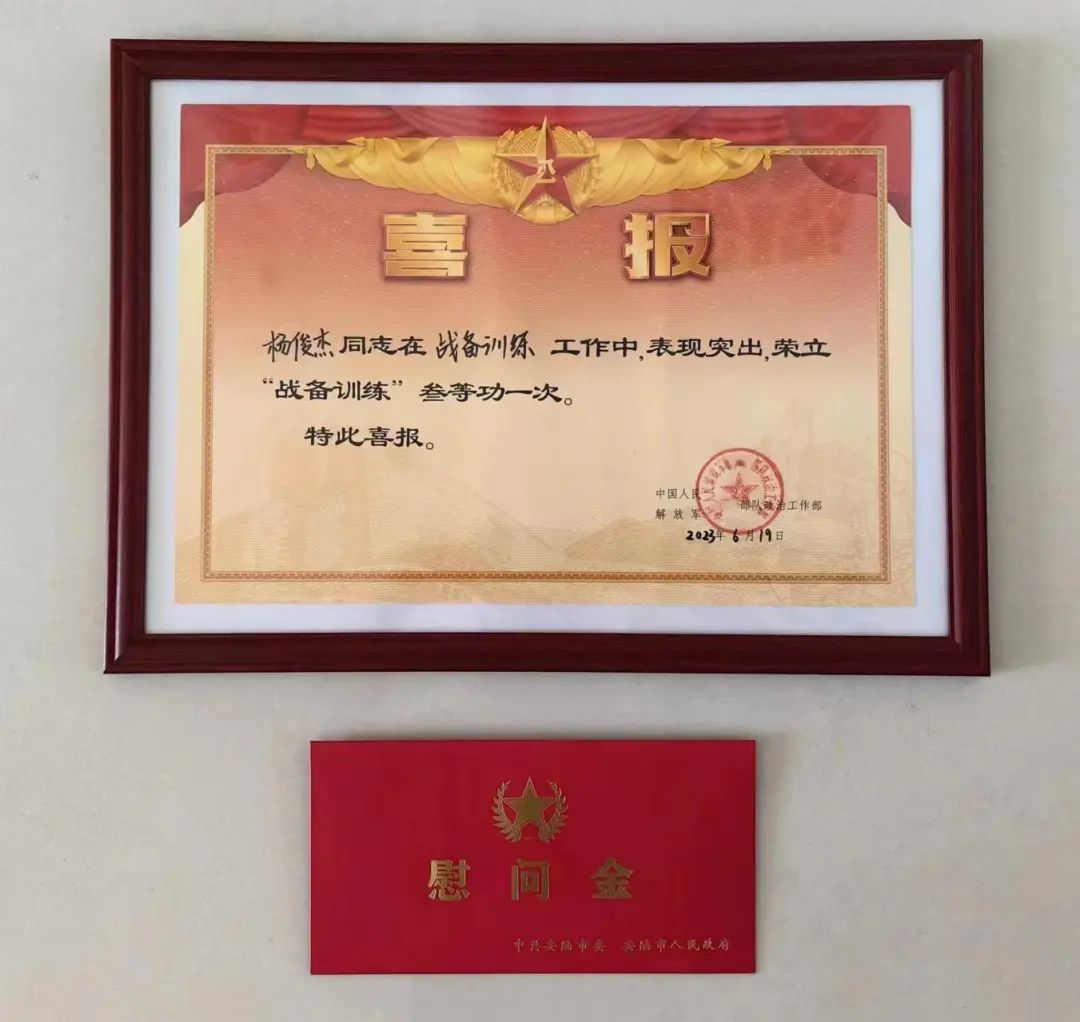 八一
喜报
杨俊杰同志在战备训练工作中,表现突出,荣立
“战备训练”叁等功一次。
特此喜报。
中国人民
解放军
部队政治工作部
2023年6月19日
慰问金
中共安陆市委 安陆市人民政府